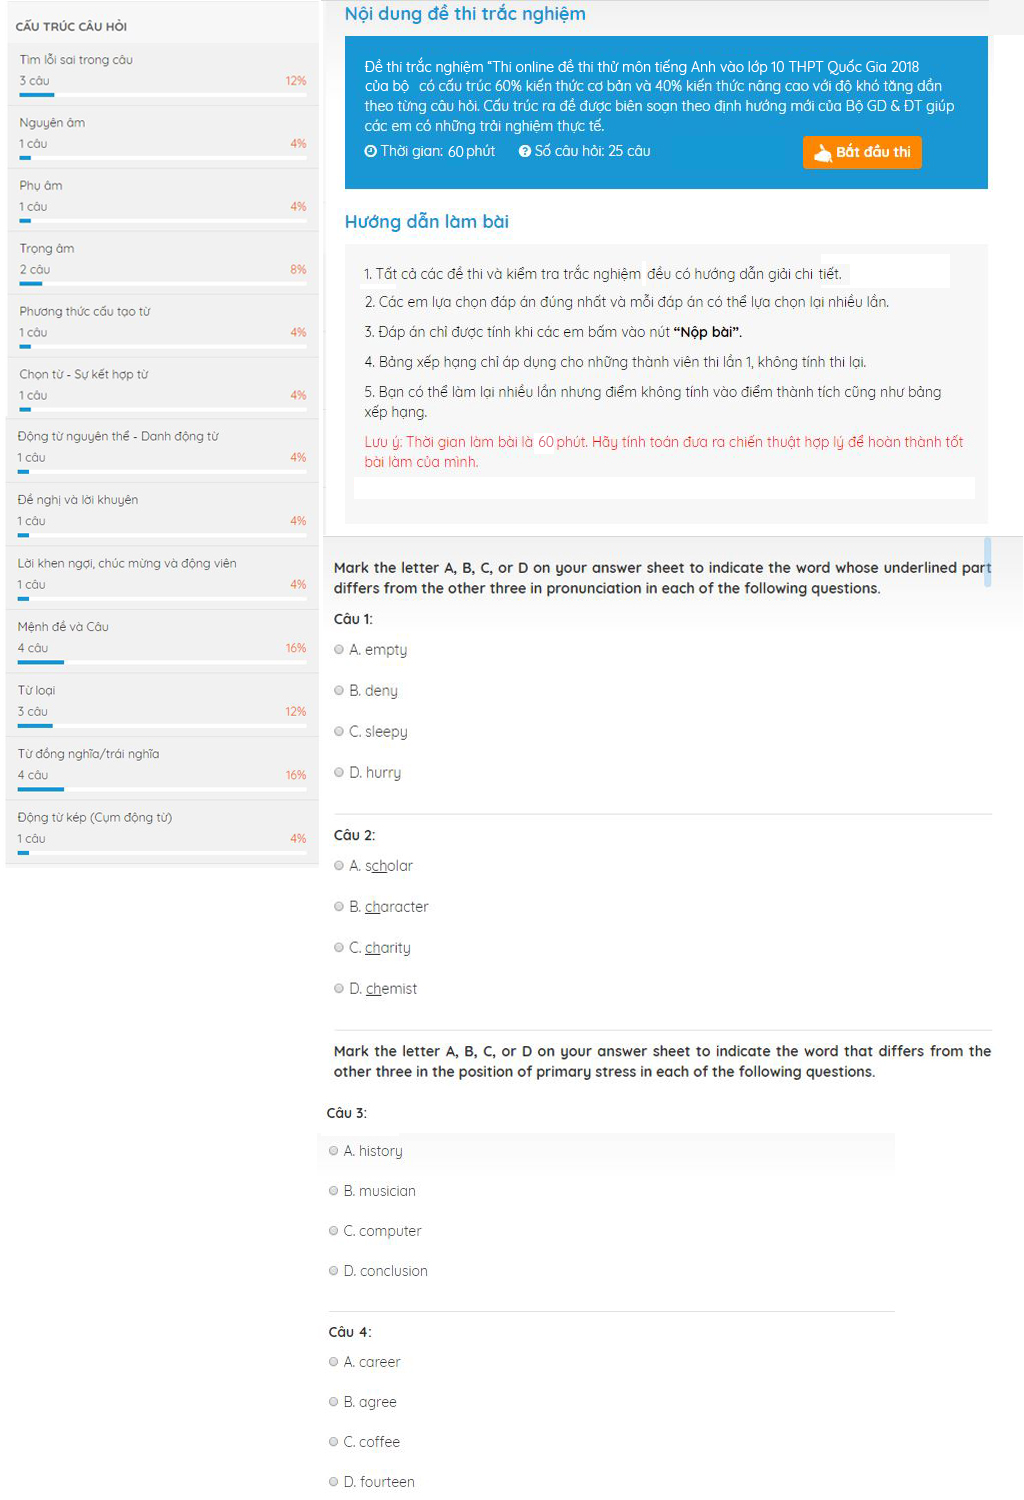 CẤU TRÚC CÂU HỎI
Tìm lỗi sai trong câu
3 câu 12%
Nguyên âm
1 câu 4%
Phụ âm
1 câu 4%
Trọng âm
2 câu 8%
Phương thức cấu tạo từ
1 câu 4%
Chọn từ - Sự kết hợp từ
1 câu 4%
Động từ nguyên thể - Danh động từ
1 câu 4%
Đề nghị và lời khuyên
1 câu 4%
Lời khen ngợi, chúc mừng và động viên
1 câu 4%
Mệnh đề và Câu
4 câu 16%
Từ loại
3 câu 12%
Từ đồng nghĩa/trái nghĩa
4 câu 16%
Động từ kép (Cụm động từ)
1 câu 4%
Nội dung đề thi trắc nghiệm
Đề thi trắc nghiệm "Thi online đề thi thử môn tiếng Anh vào lớp 10 THPT Quốc Gia 2018
của bộ có cấu trúc 60% kiến thức cơ bản và 40% kiến thức nâng cao với độ khó tăng dần
theo từng câu hỏi. Cấu trúc ra đề được biên soạn theo định hướng mới của Bộ GD & ĐT giúp
các em có những trải nghiệm thực tế.
Thời gian: 60 phút Số câu hỏi: 25 câu
Bắt đầu thi
Hướng dẫn làm bài
1. Tất cả các đề thi và kiểm tra trắc nghiệm đều có hướng dẫn giải chi tiết.
2. Các em lựa chọn đáp án đúng nhất và mỗi đáp án có thể lựa chọn lại nhiều lần.
3. Đáp án chỉ được tính khi các em bấm vào nút “Nộp bài”.
4. Bảng xếp hạng chỉ áp dụng cho những thành viên thi lần 1, không tính thi lại.
5. Bạn có thể làm lại nhiều lần nhưng điểm không tính vào điểm thành tích cũng như bảng
xếp hạng.
Lưu ý: Thời gian làm bài là 60 phút. Hãy tính toán đưa ra chiến thuật hợp lý để hoàn thành tốt
bài làm của mình.
Mark the letter A, B, C, or D on your answer sheet to indicate the word whose underlined part
differs from the other three in pronunciation in each of the following questions.
Câu 1:
A. empty
B. deny
C. sleepy
D. hurry
Câu 2:
A. scholar
B. character
C. charity
D. chemist
Mark the letter A, B, C, or D on your answer sheet to indicate the word that differs from the
other three in the position of primary stress in each of the following questions.
Câu 3:
A. history
B. musician
C. computer
D. conclusion
Câu 4:
A. career
B. agree
C. coffee
D. fourteen